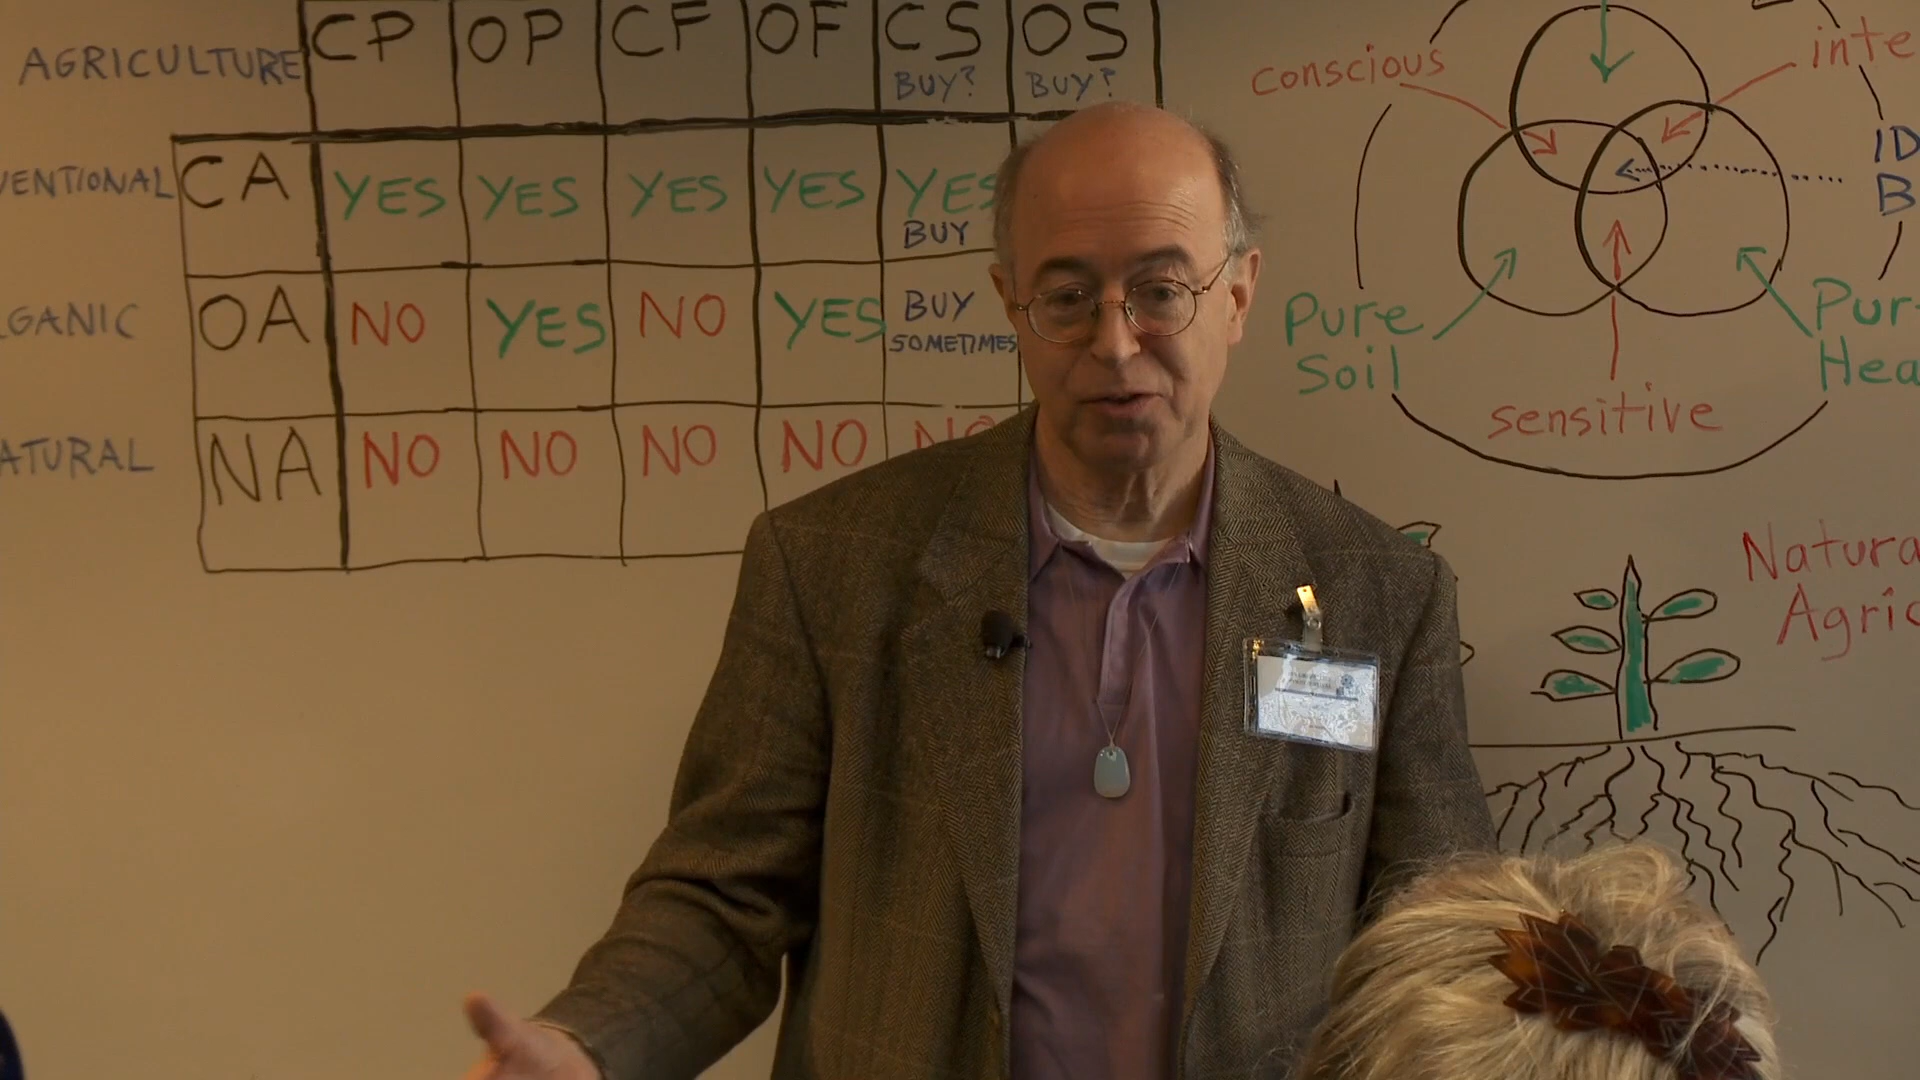 AGRICULTURE CP OP CF OF CS OS
BUY? BUY?
VENTIONAL CA YES YES YES YES YES
BUY
GANIC OA NO YES NO YES BUY
SOMETIMES
ATURAL NA NO NO NO NO NO
conscious
inte
ID
B
Pure
Soil
Pur
Hea
sensitive
Natura
Agric